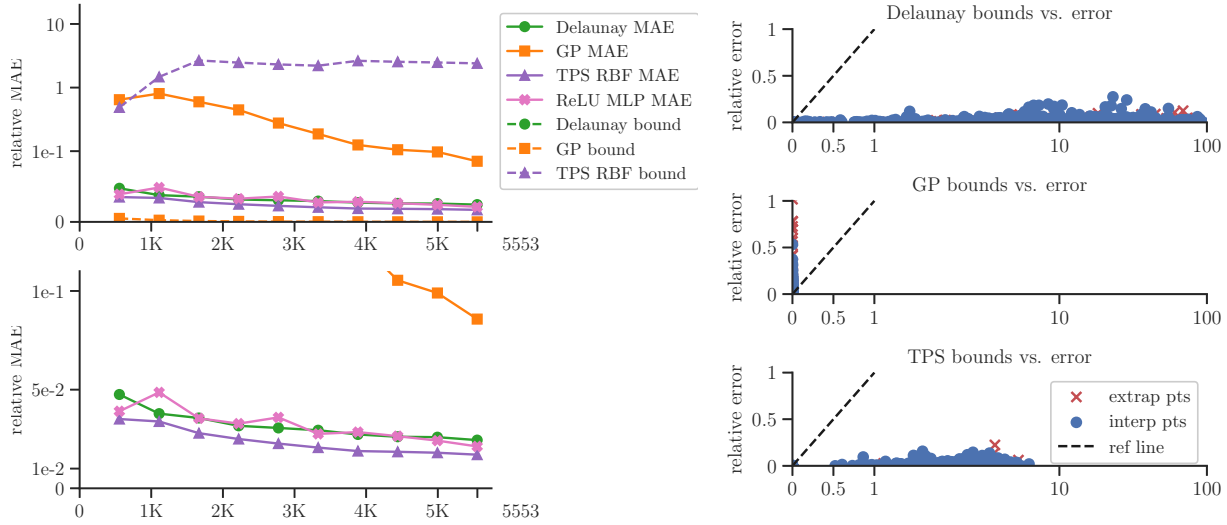 10
1
1e-1
0
relative MAE
0
1K
2K
3K
4K
5K
5553
Delaunay MAE
GP MAE
TPS RBF MAE
ReLU MLP MAE
Delaunay bound
GP bound
TPS RBF bound
1e-1
5e-2
1e-2
0
relative MAE
0
1K
2K
3K
4K
5K
5553
Delaunay bounds vs. error
relative error
1
0.5
0
0
0.5
1
10
100
GP bounds vs. error
relative error
1
0.5
0
0
0.5
1
10
100
TPS bounds vs. error
relative error
1
0.5
0
0
0.5
1
10
100
extrap pts
interp pts
ref line